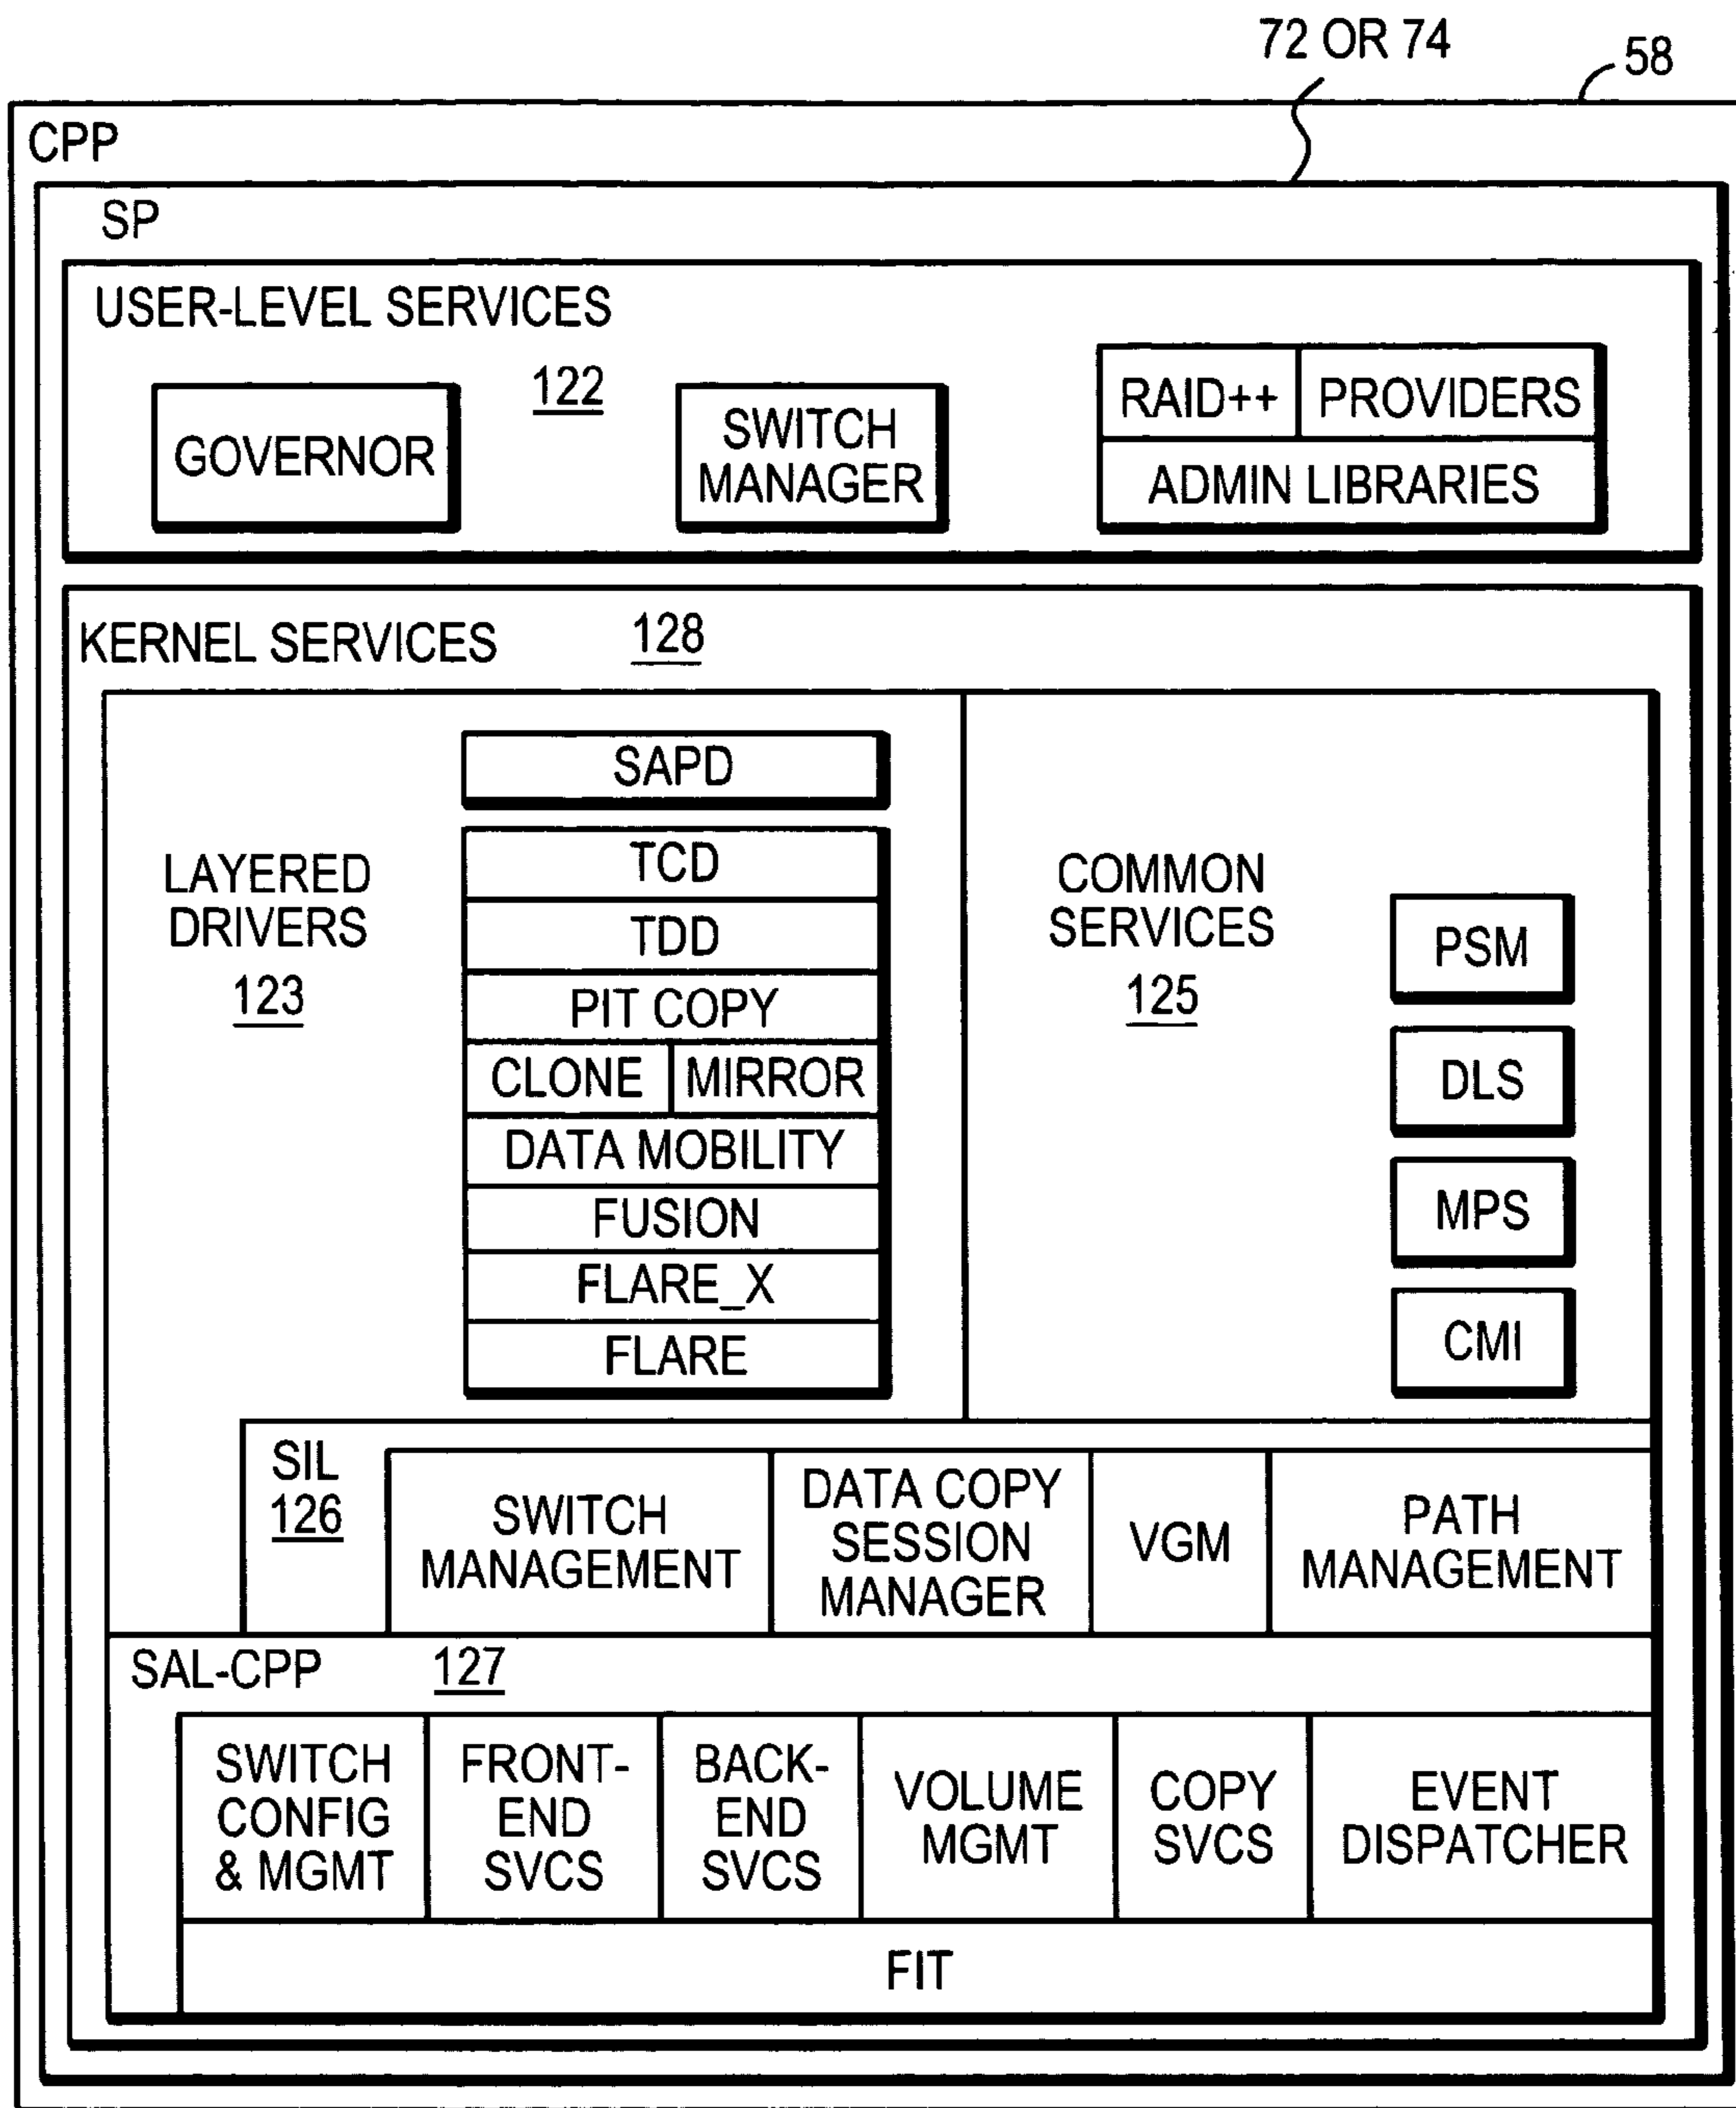 72 OR 74
58
CPP
SP
USER-LEVEL SERVICES
122
GOVERNOR
SWITCH
MANAGER
RAID++
PROVIDERS
ADMIN LIBRARIES
KERNEL SERVICES
128
LAYERED
DRIVERS
123
SAPD
TCD
TDD
PIT COPY
CLONE
MIRROR
DATA MOBILITY
FUSION
FLARE_X
FLARE
COMMON
SERVICES
125
PSM
DLS
MPS
CMI
SIL
126
SWITCH
MANAGEMENT
DATA COPY
SESSION
MANAGER
VGM
PATH
MANAGEMENT
SAL-CPP
127
SWITCH
CONFIG
& MGMT
FRONT-
END
SVCS
BACK-
END
SVCS
VOLUME
MGMT
COPY
SVCS
EVENT
DISPATCHER
FIT